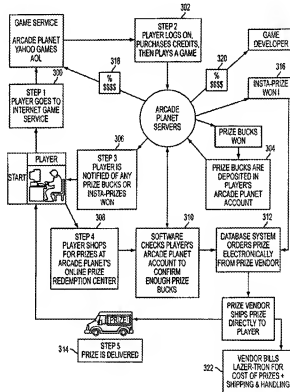 GAME SERVICE
ARCADE PLANET
YAHOO GAMES
AOL
300
STEP 1
PLAYER GOES TO
INTERNET GAME
SERVICE
302
STEP 2
PLAYER LOGS ON,
PURCHASES CREDITS,
THEN PLAYS A GAME
318
%
$$$$
320
%
$$$$
GAME
DEVELOPER
316
INSTA-PRIZE
WON!
ARCADE
PLANET
SERVERS
PRIZE BUCKS
WON
304
PRIZE BUCKS ARE
DEPOSITED IN
PLAYER'S
ARCADE PLANET
ACCOUNT
306
STEP 3
PLAYER IS
NOTIFIED OF ANY
PRIZE BUCKS OR
INSTA-PRIZES
WON
START
PLAYER
308
STEP 4
PLAYER SHOPS
FOR PRIZES AT
ARCADE PLANET'S
ONLINE PRIZE
REDEMPTION CENTER
310
SOFTWARE
CHECKS PLAYER'S
ARCADE PLANET
ACCOUNT TO
CONFIRM
ENOUGH PRIZE
BUCKS
312
DATABASE SYSTEM
ORDERS PRIZE
ELECTRONICALLY
FROM PRIZE VENDOR
PRIZE VENDOR
SHIPS PRIZE
DIRECTLY TO
PLAYER
PRIZE
314
STEP 5
PRIZE IS DELIVERED
322
VENDOR BILLS
LAZER-TRON FOR
COST OF PRIZES +
SHIPPING & HANDLING